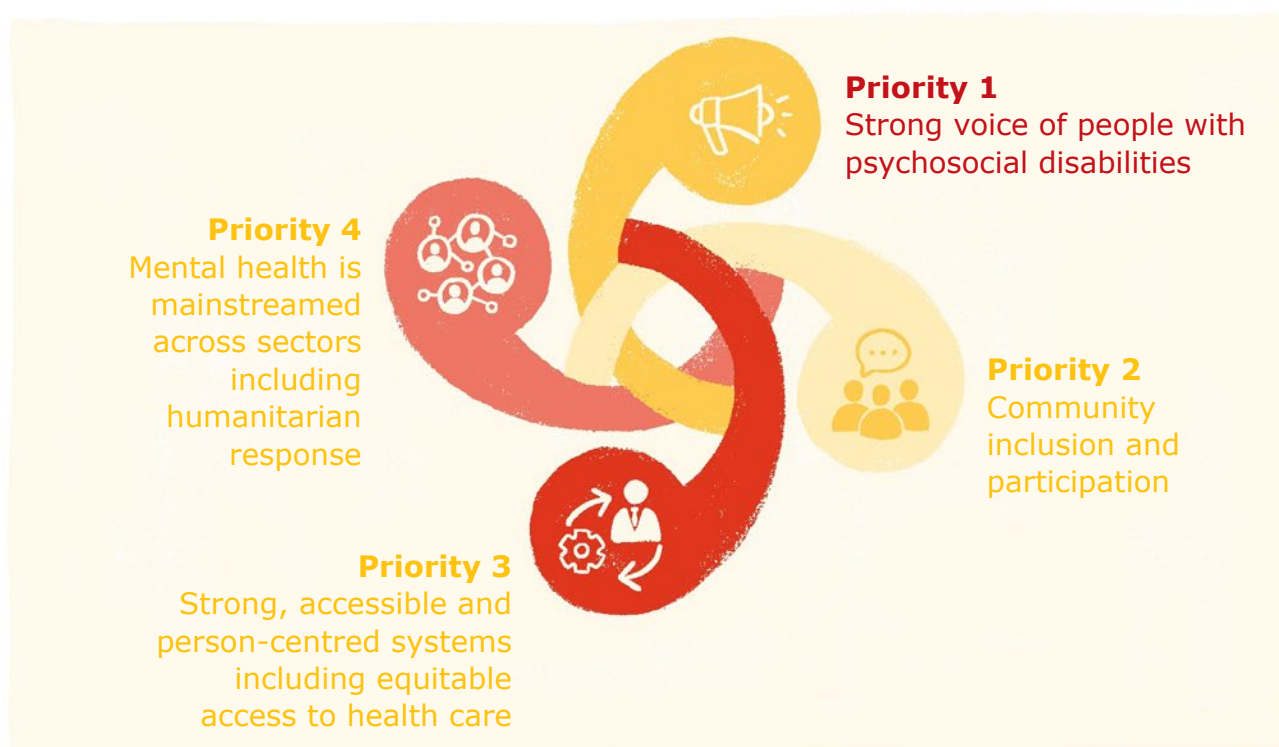 Priority 1
Strong voice of people with
psychosocial disabilities
Priority 2
Community
inclusion and
participation
Priority 3
Strong, accessible and
person-centred systems
including equitable
access to health care
Priority 4
Mental health is
mainstreamed
across sectors
including
humanitarian
response